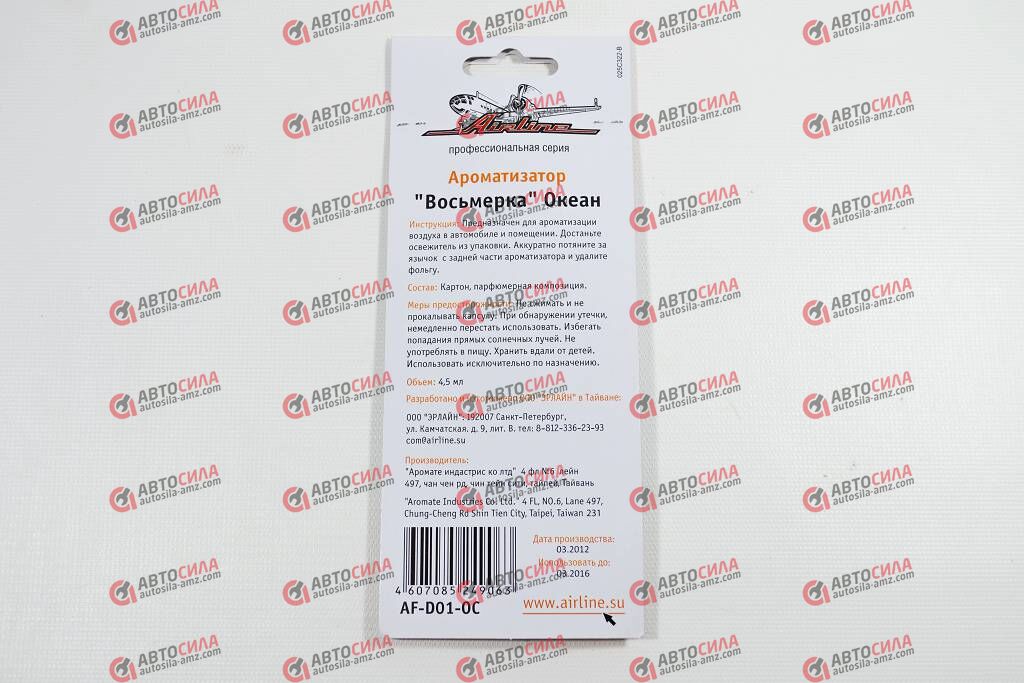 025C322-B
Airline
профессиональная серия
Ароматизатор
"Восьмерка" Океан
Инструкция: Предназначен для ароматизации
воздуха в автомобиле и помещении. Достаньте
освежитель из упаковки. Аккуратно потяните за
язычок с задней части ароматизатора и удалите
фольгу.
Состав: Картон, парфюмерная композиция.
Меры предосторожности: Не сжимать и не
прокалывать капсулу. При обнаружении утечки,
немедленно перестать использовать. Избегать
попадания прямых солнечных лучей. Не
употреблять в пищу. Хранить вдали от детей.
Использовать исключительно по назначению.
Объем: 4,5 мл
Разработано и изготовлено ООО "ЭРЛАЙН" в Тайване:
ООО "ЭРЛАЙН". 192007 Санкт-Петербург,
ул. Камчатская. д. 9, лит. В. тел: 8-812-336-23-93
com@airline.su
Производитель:
"Аромате индастрис ко лтд" 4 фл №6 лейн
497, чан чен рд, чин тейн сити, тайпей, Тайвань
"Aromate Industries Co. Ltd." 4 FL, NO.6, Lane 497,
Chung-Cheng Rd Shin Tien City, Taipei, Taiwan 231
Дата производства:
03.2012
Использовать до:
03.2016
4 607085 249063
AF-D01-OC
www.airline.su
АВТОСИЛА
autosila-amz.com